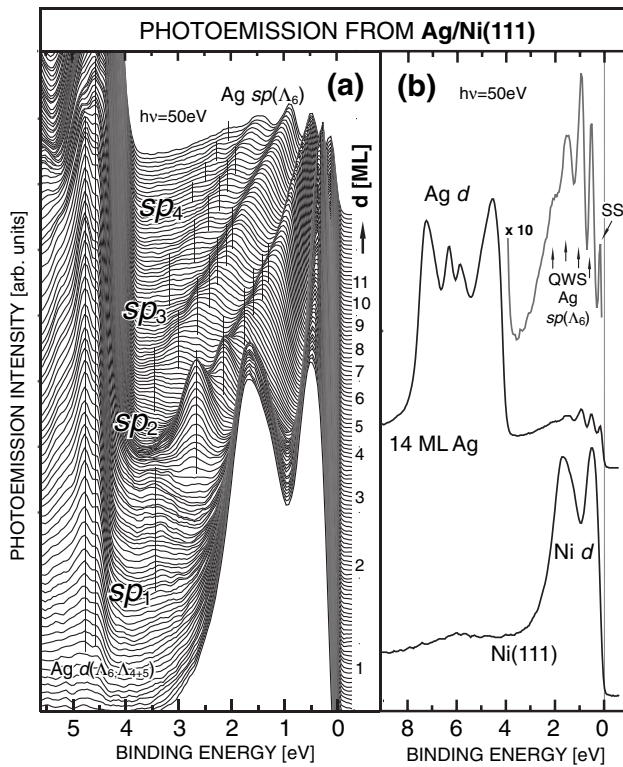 PHOTOEMISSION FROM Ag/Ni(111)
PHOTOEMISSION INTENSITY [arb. units]
(a)
Ag sp(Λ6)
hν=50eV
d [ML]
sp4
sp3
sp2
sp1
11
10
9
8
7
6
5
4
3
2
1
Ag d(Λ6,Λ4+5)
5 4 3 2 1 0
BINDING ENERGY [eV]
(b)
hν=50eV
Ag d
x 10
SS
QWS
Ag
sp(Λ6)
14 ML Ag
Ni d
Ni(111)
8 6 4 2 0
BINDING ENERGY [eV]